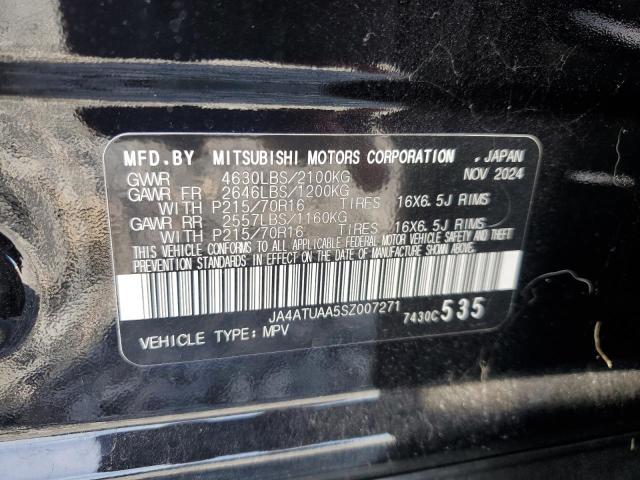 MFD.BY MITSUBISHI MOTORS CORPORATION .JAPAN
GVWR 4630LBS/2100KG NOV 2024
GAWR FR 2646LBS/1200KG
WITH P215/70R16 TIRES 16X6.5J RIMS
GAWR RR 2557LBS/1160KG
WITH P215/70R16 TIRES 16X6.5J RIMS
THIS VEHICLE CONFORMS TO ALL APPLICABLE FEDERAL MOTOR VEHICLE SAFETY AND THEFT
PREVENTION STANDARDS IN EFFECT ON THE DATE OF MANUFACTURE SHOWN ABOVE.
JA4ATUAA5SZ007271 7430C 535
VEHICLE TYPE: MPV